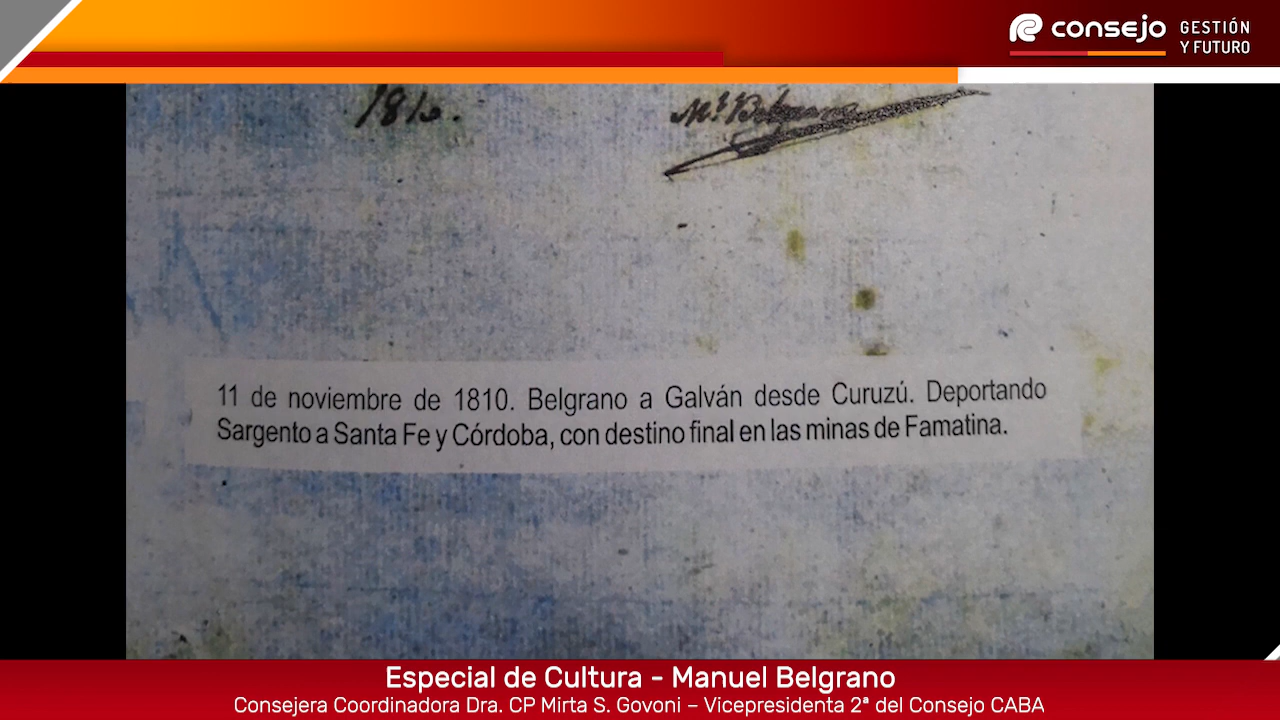 consejo GESTIÓN
Y FUTURO
1810.
M.l Belgrano
11 de noviembre de 1810. Belgrano a Galván desde Curuzú. Deportando
Sargento a Santa Fe y Córdoba, con destino final en las minas de Famatina.
Especial de Cultura - Manuel Belgrano
Consejera Coordinadora Dra. CP Mirta S. Govoni – Vicepresidenta 2ª del Consejo CABA